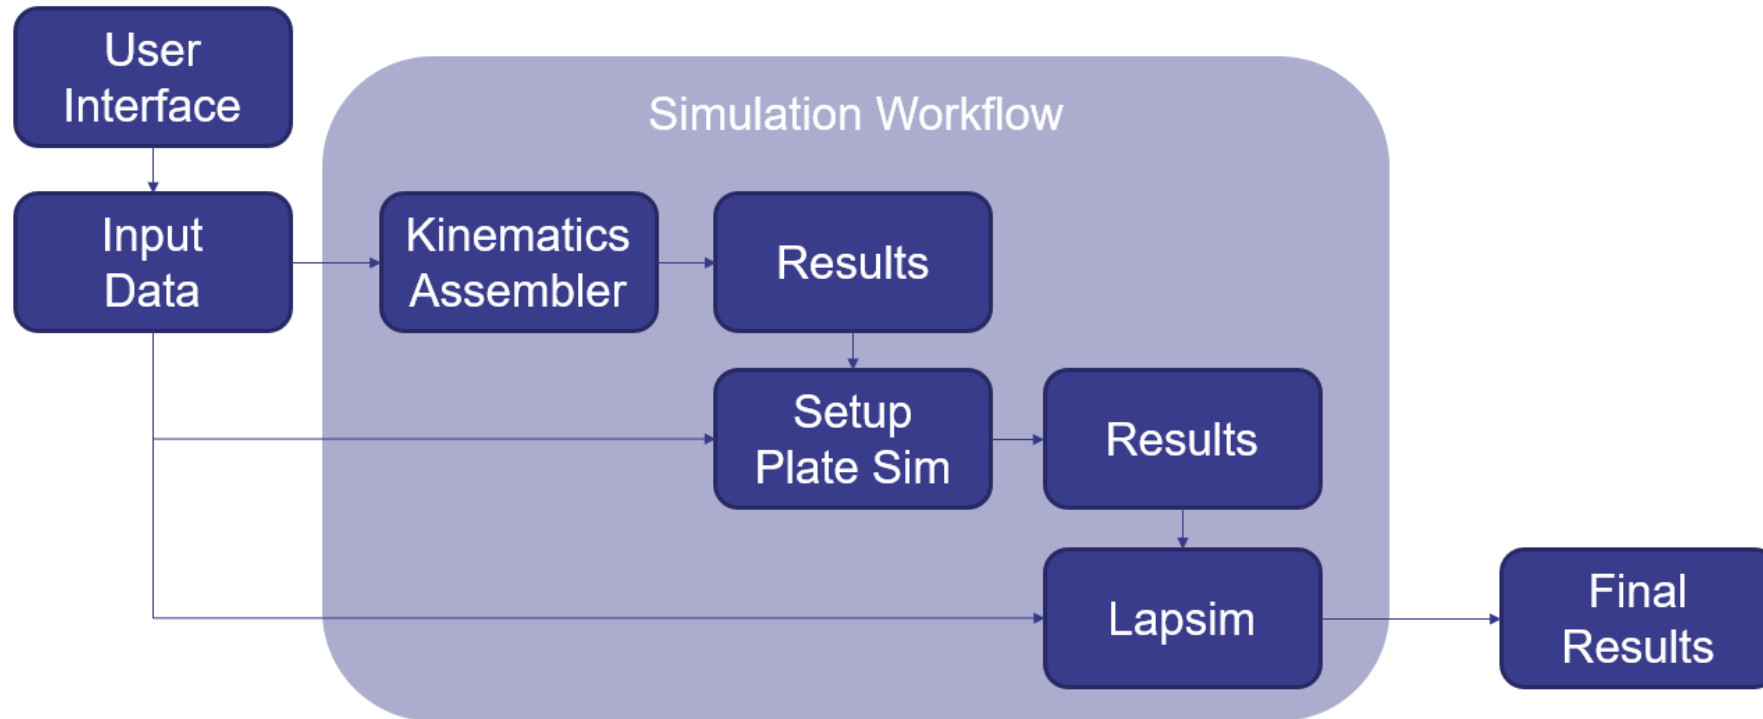 User
Interface
Simulation Workflow
Input
Data
Kinematics
Assembler
Results
Setup
Plate Sim
Results
Lapsim
Final
Results